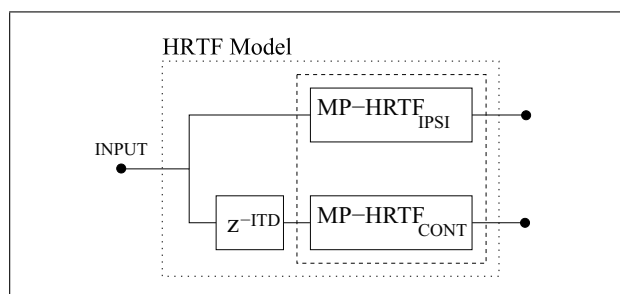 HRTF Model
MP−HRTF_IPSI
INPUT
z^−ITD
MP−HRTF_CONT